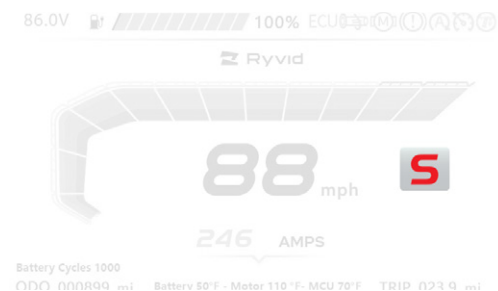 86.0V 100% ECU
Ryvid
88 mph
S
246 AMPS
Battery Cycles 1000
ODO 000899 mi Battery 50°F - Motor 110 °F- MCU 70°F TRIP 023.9 mi